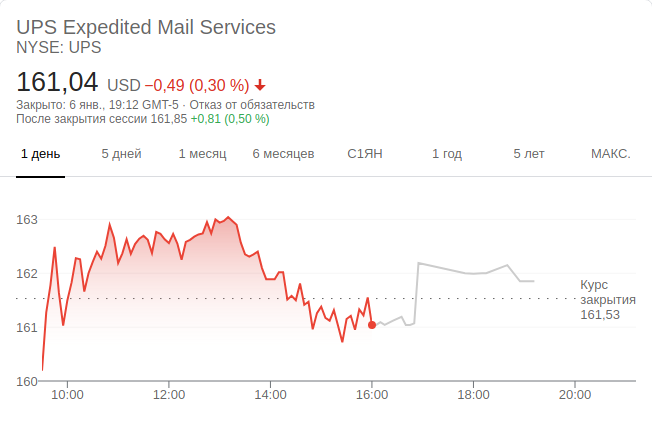 UPS Expedited Mail Services
NYSE: UPS
161,04 USD −0,49 (0,30 %)
Закрыто: 6 янв., 19:12 GMT-5 · Отказ от обязательств
После закрытия сессии 161,85 +0,81 (0,50 %)
1 день 5 дней 1 месяц 6 месяцев С1ЯН 1 год 5 лет МАКС.
163
162
Курс
закрытия
161,53
161
160
10:00 12:00 14:00 16:00 18:00 20:00